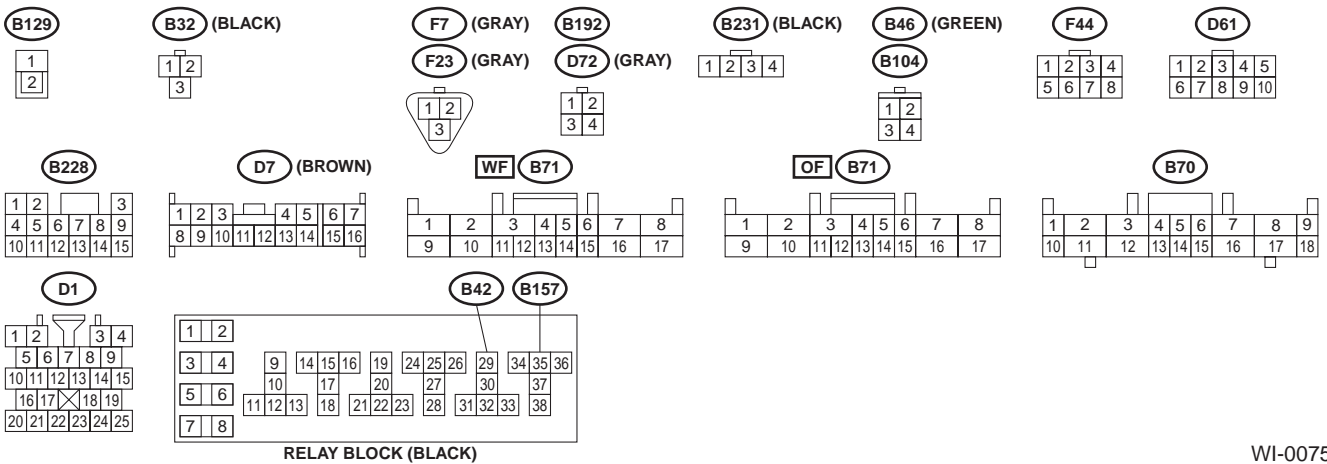 B129 B32 (BLACK) F7 (GRAY) B192 B231 (BLACK) B46 (GREEN) F44 D61
F23 (GRAY) D72 (GRAY) B104
1 1 2 1 2 3 4 1 2 3 4 1 2 3 4 5
2 3 5 6 7 8 6 7 8 9 10
1 2 1 2 1 2
3 3 4 3 4
B228 D7 (BROWN) WF B71 OF B71 B70
1 2 3
4 5 6 7 8 9
10 11 12 13 14 15
1 2 3 4 5 6 7
8 9 10 11 12 13 14 15 16
1 2 3 4 5 6 7 8
9 10 11 12 13 14 15 16 17
1 2 3 4 5 6 7 8
9 10 11 12 13 14 15 16 17
1 2 3 4 5 6 7 8 9
10 11 12 13 14 15 16 17 18
D1 B42 B157
1 2 3 4
5 6 7 8 9
10 11 12 13 14 15
16 17 18 19
20 21 22 23 24 25
1 2
3 4 9 14 15 16 19 24 25 26 29 34 35 36
10 17 20 27 30 37
5 6
11 12 13 18 21 22 23 28 31 32 33 38
7 8
RELAY BLOCK (BLACK)
WI-0075